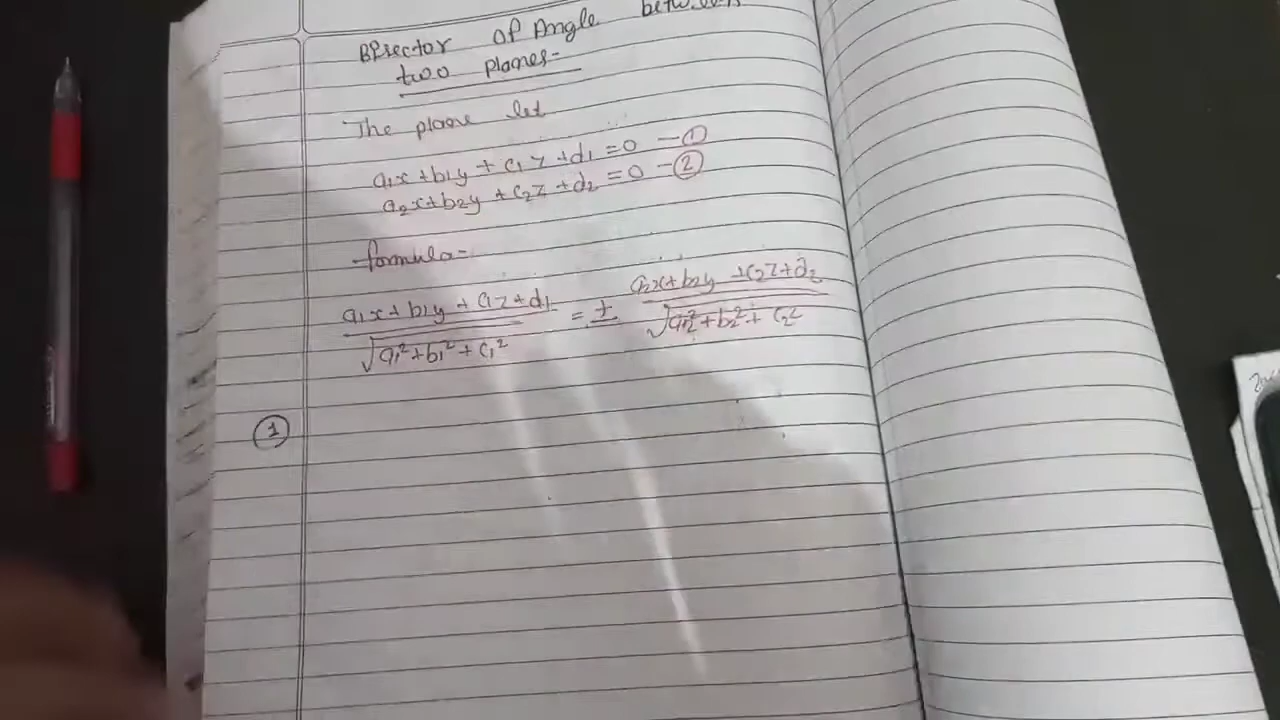 Bisector of Angle between
two planes-
The plane let
a₁x+b₁y+c₁z+d₁=0 -①
a₂x+b₂y+c₂z+d₂=0 -②
formula=
a₁x+b₁y+c₁z+d₁ = ± a₂x+b₂y+c₂z+d₂
√a₁²+b₁²+c₁² √a₂²+b₂²+c₂²
①